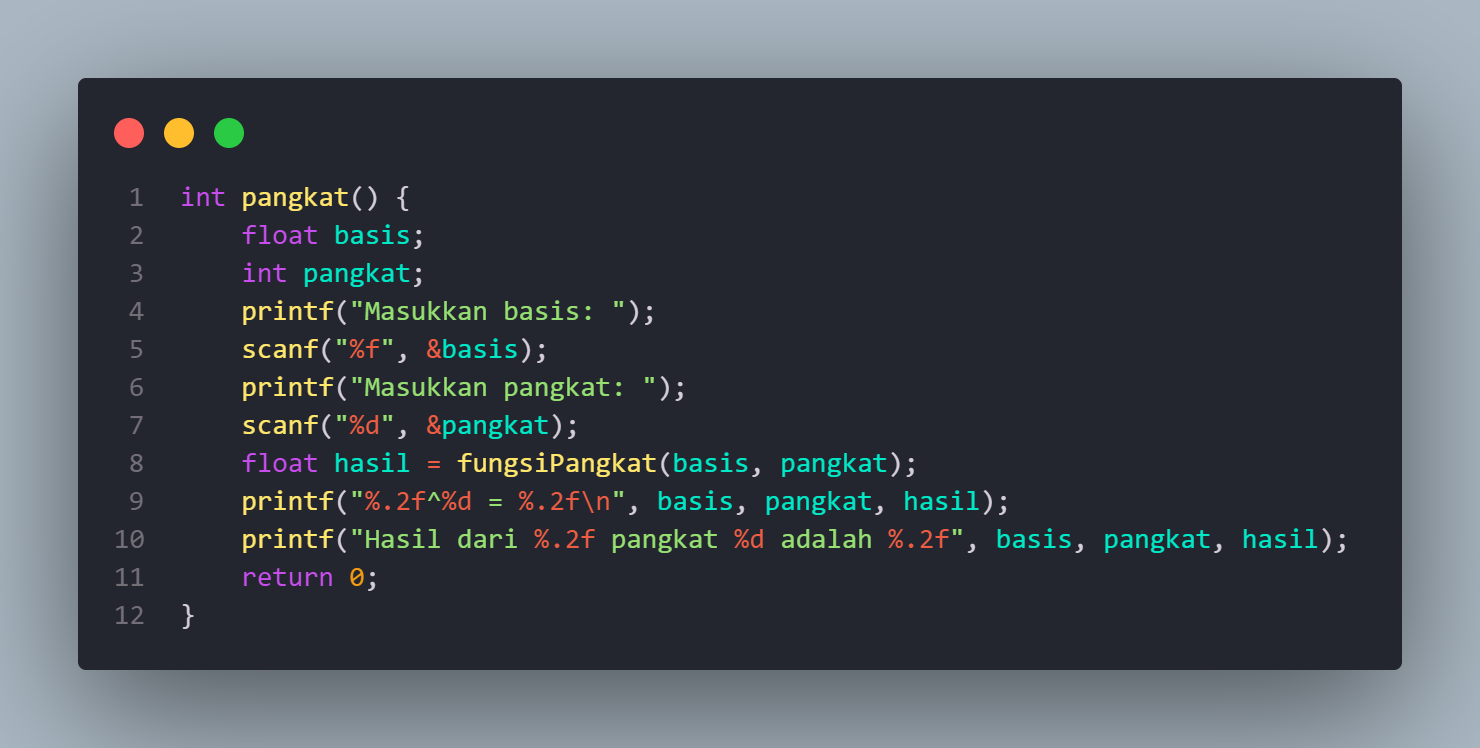 1 int pangkat() {
2     float basis;
3     int pangkat;
4     printf("Masukkan basis: ");
5     scanf("%f", &basis);
6     printf("Masukkan pangkat: ");
7     scanf("%d", &pangkat);
8     float hasil = fungsiPangkat(basis, pangkat);
9     printf("%.2f^%d = %.2f\n", basis, pangkat, hasil);
10     printf("Hasil dari %.2f pangkat %d adalah %.2f", basis, pangkat, hasil);
11     return 0;
12 }